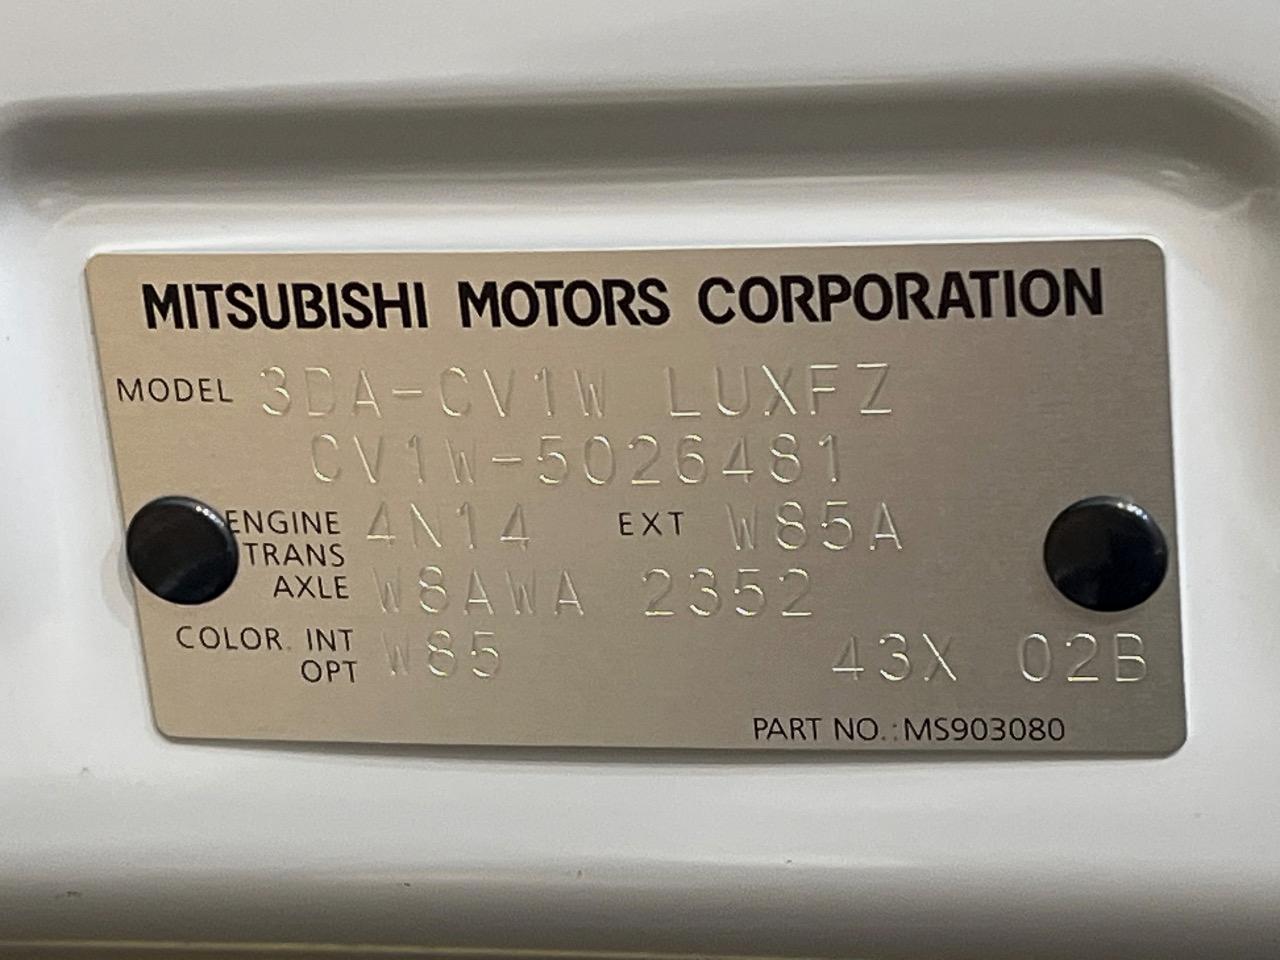 MITSUBISHI MOTORS CORPORATION
MODEL 3DA-CV1W LUXFZ
CV1W-5026481
ENGINE 4N14 EXT W85A
TRANS
AXLE W8AWA 2352
COLOR. INT W85 43X 02B
OPT
PART NO.:MS903080